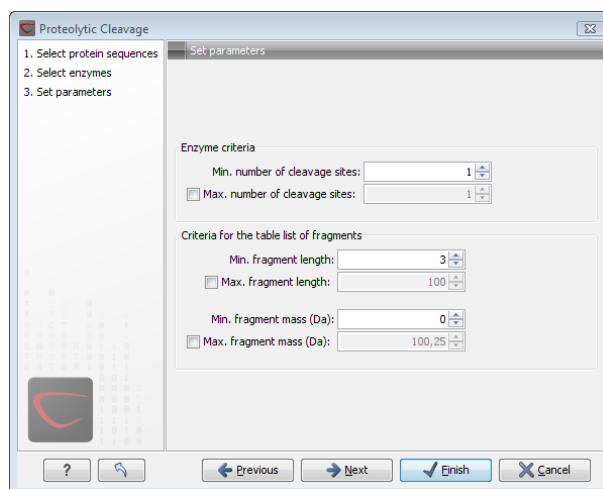 Proteolytic Cleavage
1. Select protein sequences
2. Select enzymes
3. Set parameters
Set parameters
Enzyme criteria
Min. number of cleavage sites: 1
Max. number of cleavage sites: 1
Criteria for the table list of fragments
Min. fragment length: 3
Max. fragment length: 100
Min. fragment mass (Da): 0
Max. fragment mass (Da): 100,25
? Previous Next Finish Cancel